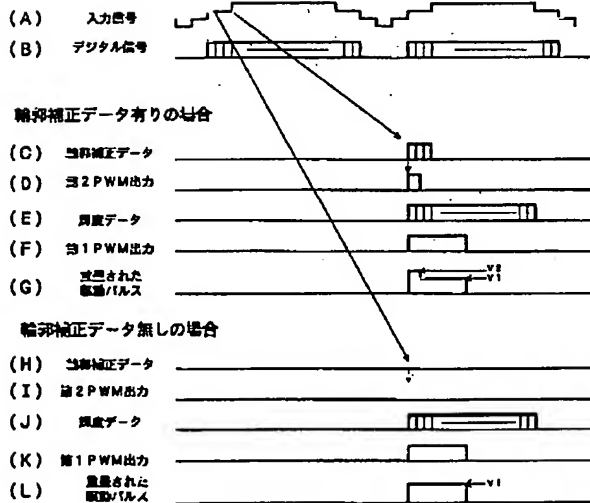 (A) 入力信号
(B) デジタル信号
輪郭補正データ有りの場合
(C) 輪郭補正データ
(D) 第2PWM出力
(E) 輝度データ
(F) 第1PWM出力
(G) 重畳された
駆動パルス
V2
V1
輪郭補正データ無しの場合
(H) 輪郭補正データ
(I) 第2PWM出力
(J) 輝度データ
(K) 第1PWM出力
(L) 重畳された
駆動パルス
V1